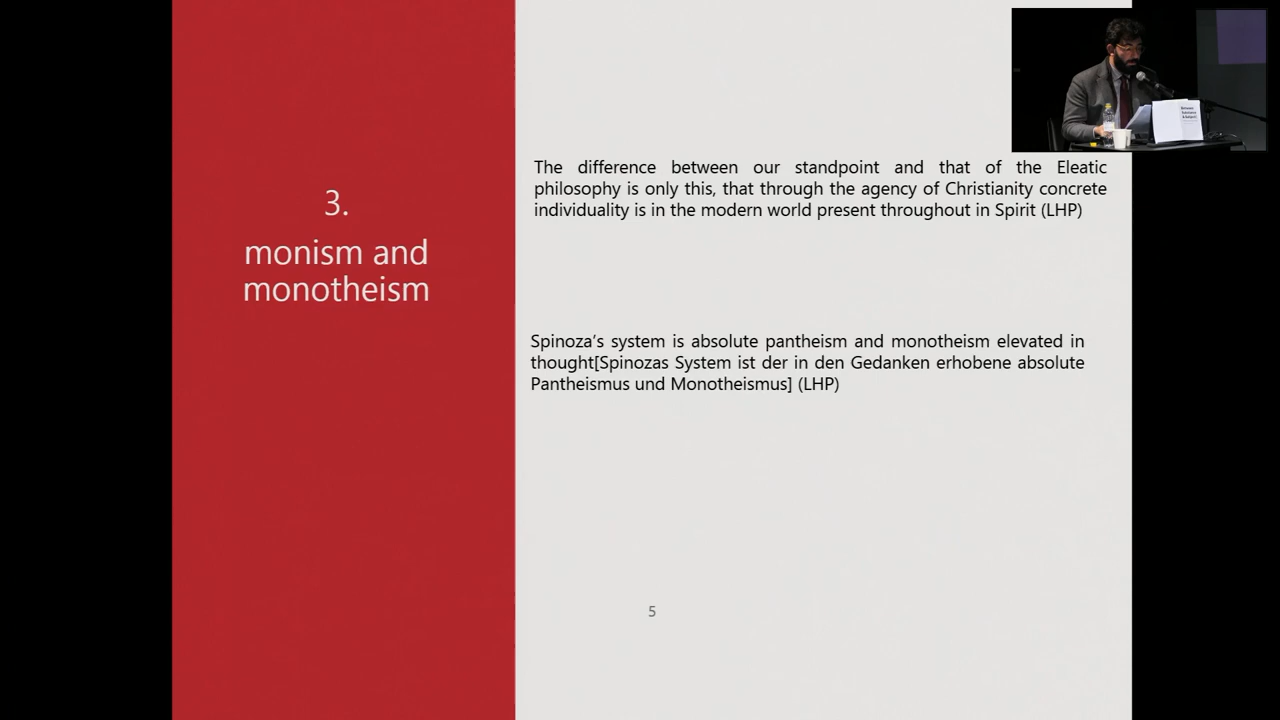 3.
monism and
monotheism
The difference between our standpoint and that of the Eleatic
philosophy is only this, that through the agency of Christianity concrete
individuality is in the modern world present throughout in Spirit (LHP)
Spinoza’s system is absolute pantheism and monotheism elevated in
thought[Spinozas System ist der in den Gedanken erhobene absolute
Pantheismus und Monotheismus] (LHP)
5